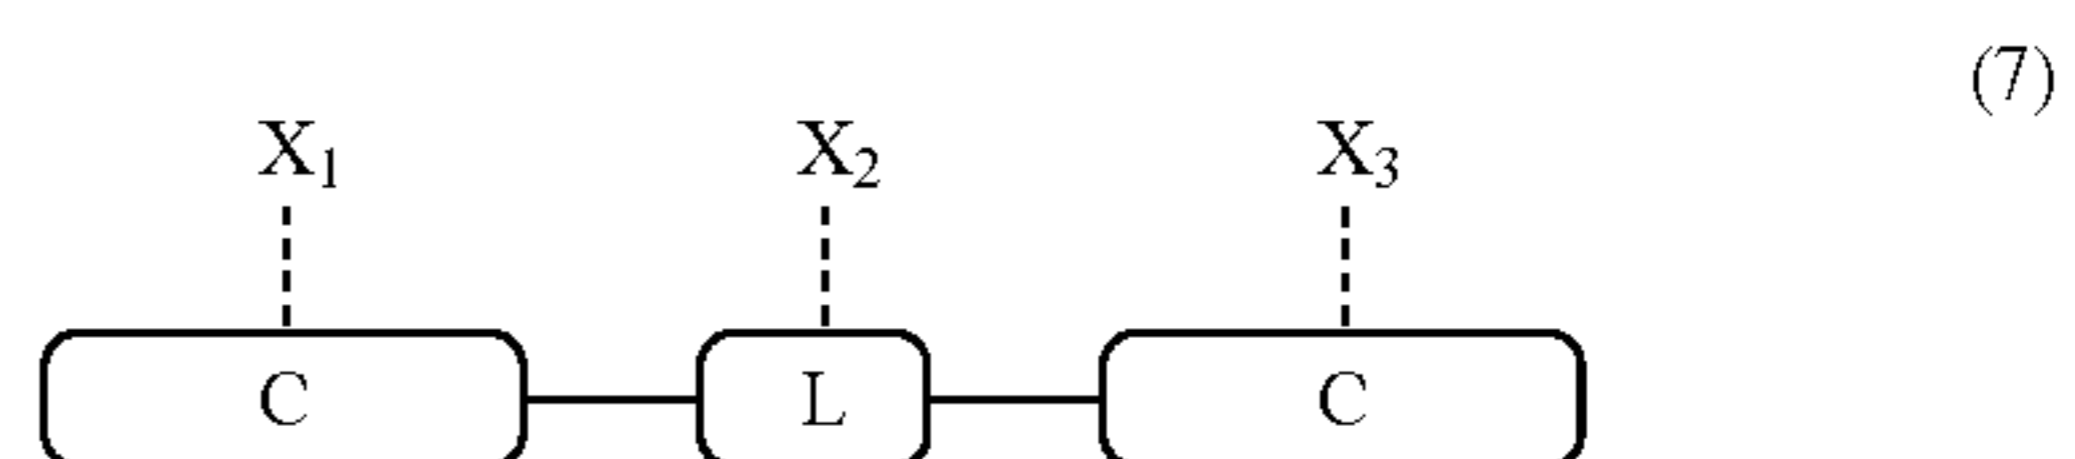 (7)
X₁ X₂ X₃
C L C